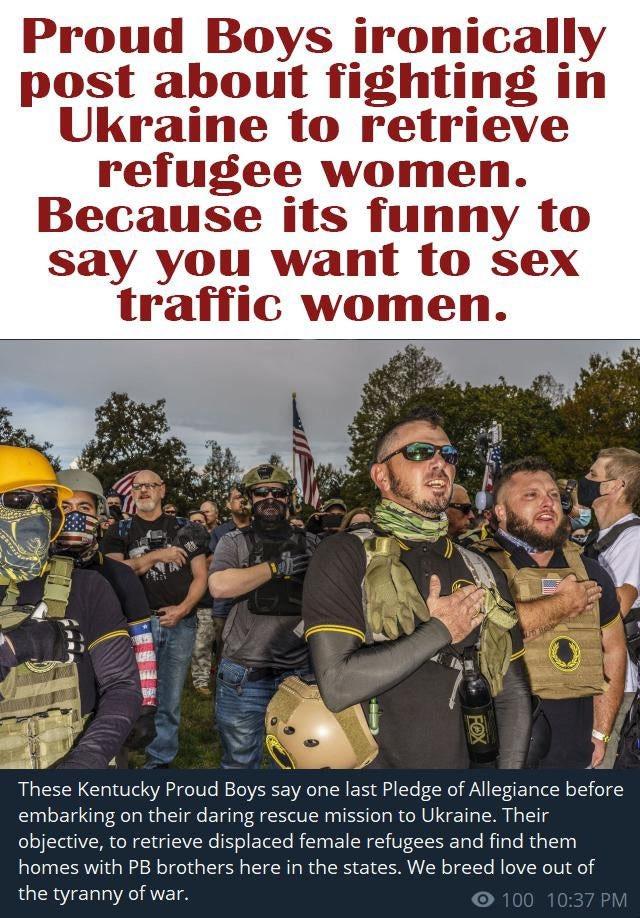 Proud Boys ironically
post about fighting in
Ukraine to retrieve
refugee women.
Because its funny to
say you want to sex
traffic women.
FOX
These Kentucky Proud Boys say one last Pledge of Allegiance before
embarking on their daring rescue mission to Ukraine. Their
objective, to retrieve displaced female refugees and find them
homes with PB brothers here in the states. We breed love out of
the tyranny of war.
100 10:37 PM